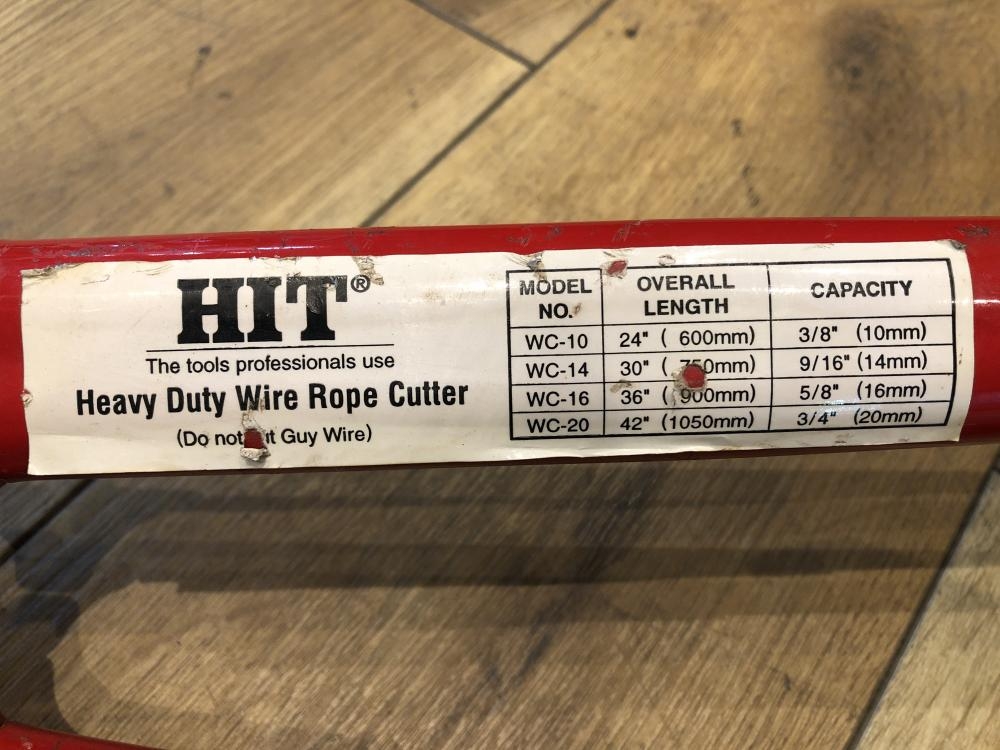 HIT®
The tools professionals use
Heavy Duty Wire Rope Cutter
(Do not Guy Wire)
MODEL NO. OVERALL LENGTH CAPACITY
WC-10 24" ( 600mm) 3/8" (10mm)
WC-14 30" ( 750mm) 9/16" (14mm)
WC-16 36" ( 900mm) 5/8" (16mm)
WC-20 42" (1050mm) 3/4" (20mm)